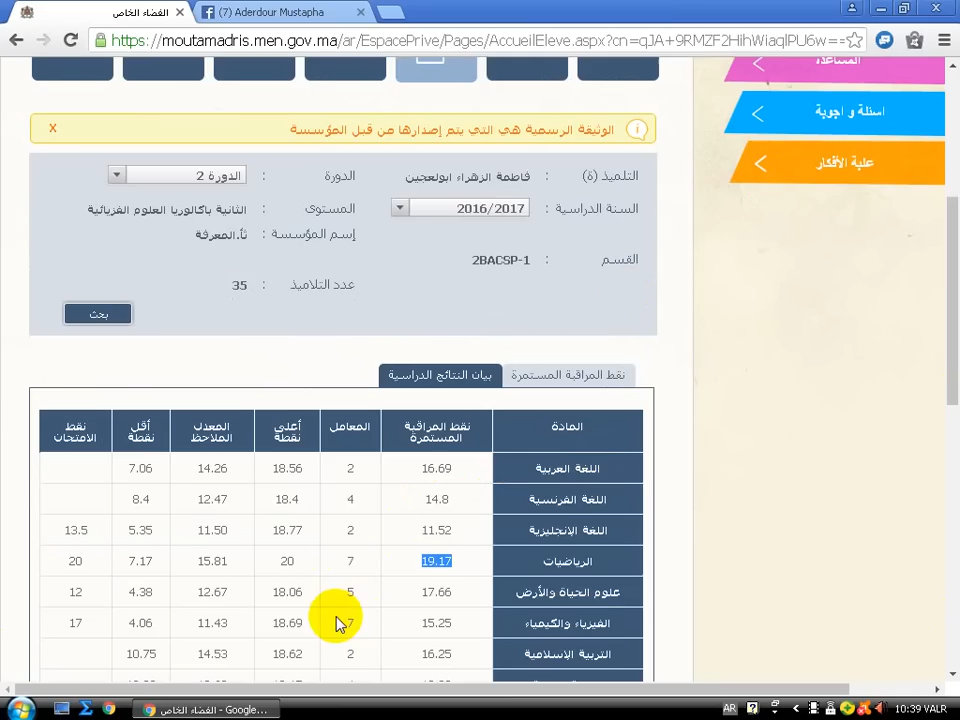 الفضاء الخاص
(7) Aderdour Mustapha
https://moutamadris.men.gov.ma/ar/EspacePrive/Pages/AccueilEleve.aspx?cn=qJA+9RMZF2HihWiaqlPU6w==
المساعدة
اسئلة و اجوبة
علبة الأفكار
الوثيقة الرسمية هي التي يتم إصدارها من قبل المؤسسة
X
التلميذ (ة) : فاطمة الزهراء ابولعجين
الدورة : الدورة 2
السنة الدراسية : 2016/2017
المستوى : الثانية باكالوريا العلوم الفزيائية
إسم المؤسسة : ثأ.المعرفة
القسم : 2BACSP-1
عدد التلاميذ : 35
بحث
نقط المراقبة المستمرة
بيان النتائج الدراسية
المادة نقط المراقبة المستمرة المعامل أعلى نقطة المعدل الملاحظ أقل نقطة نقط الامتحان
اللغة العربية 16.69 2 18.56 14.26 7.06
اللغة الفرنسية 14.8 4 18.4 12.47 8.4
اللغة الإنجليزية 11.52 2 18.77 11.50 5.35 13.5
الرياضيات 19.17 7 20 15.81 7.17 20
علوم الحياة والأرض 17.66 5 18.06 12.67 4.38 12
الفيزياء والكيمياء 15.25 7 18.69 11.43 4.06 17
التربية الإسلامية 16.25 2 18.62 14.53 10.75
الفضاء الخاص - Google...
AR
10:39 VALR